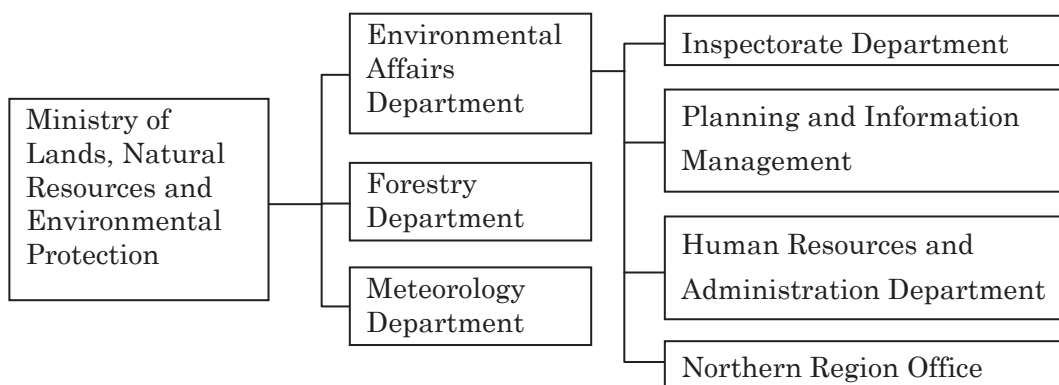 Ministry of
Lands, Natural
Resources and
Environmental
Protection
Environmental
Affairs
Department
Forestry
Department
Meteorology
Department
Inspectorate Department
Planning and Information
Management
Human Resources and
Administration Department
Northern Region Office